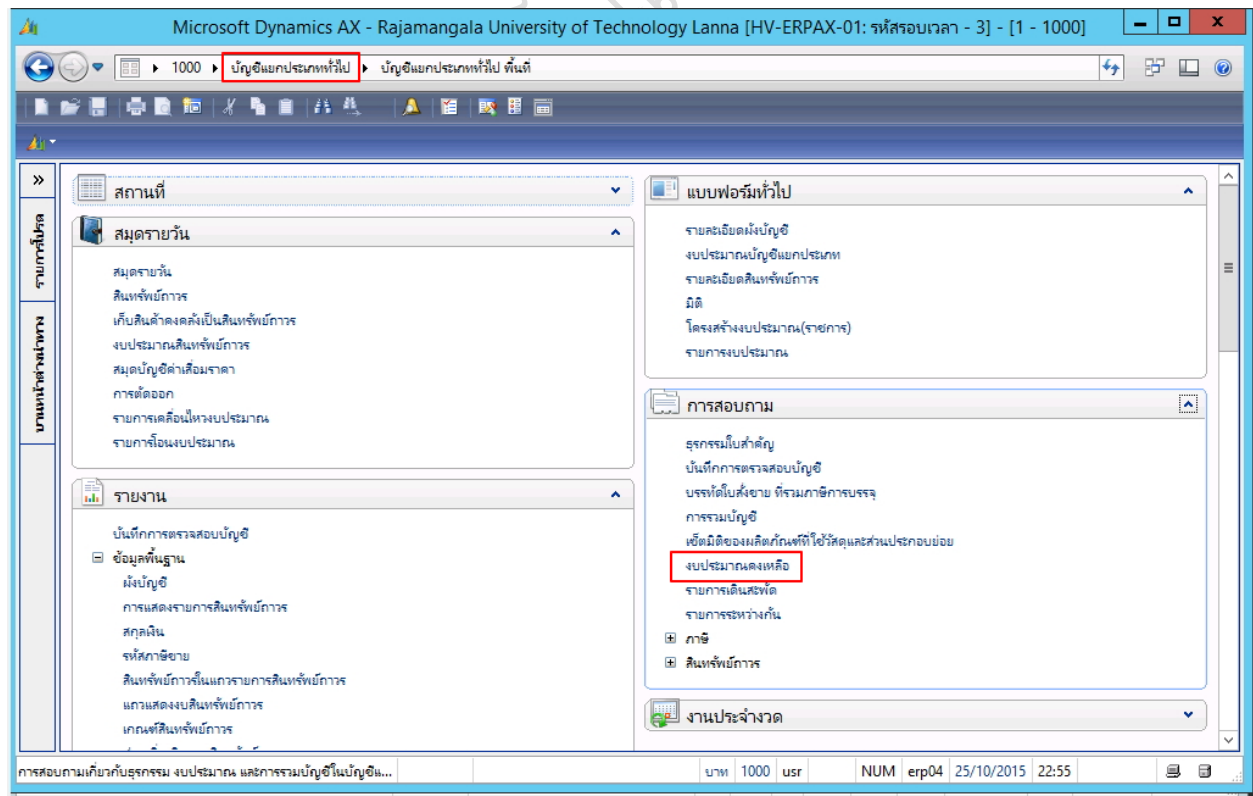 Microsoft Dynamics AX - Rajamangala University of Technology Lanna [HV-ERPAX-01: รหัสรอบเวลา - 3] - [1 - 1000]
1000 บัญชีแยกประเภททั่วไป บัญชีแยกประเภททั่วไป พื้นที่
รายการโปรด
บานหน้าต่างนำทาง
สถานที่
สมุดรายวัน
สมุดรายวัน
สินทรัพย์ถาวร
เก็บสินค้าคงคลังเป็นสินทรัพย์ถาวร
งบประมาณสินทรัพย์ถาวร
สมุดบัญชีค่าเสื่อมราคา
การตัดออก
รายการเคลื่อนไหวงบประมาณ
รายการโอนงบประมาณ
รายงาน
บันทึกการตรวจสอบบัญชี
ข้อมูลพื้นฐาน
ผังบัญชี
การแสดงรายการสินทรัพย์ถาวร
สกุลเงิน
รหัสภาษีขาย
สินทรัพย์ถาวรในแถวรายการสินทรัพย์ถาวร
แถวแสดงงบสินทรัพย์ถาวร
เกณฑ์สินทรัพย์ถาวร
แบบฟอร์มทั่วไป
รายละเอียดผังบัญชี
งบประมาณบัญชีแยกประเภท
รายละเอียดสินทรัพย์ถาวร
มิติ
โครงสร้างงบประมาณ(ราชการ)
รายการงบประมาณ
การสอบถาม
ธุรกรรมใบสำคัญ
บันทึกการตรวจสอบบัญชี
บรรทัดใบสั่งขาย ที่รวมภาษีการบรรจุ
การรวมบัญชี
เซ็ตมิติของผลิตภัณฑ์ที่ใช้วัสดุและส่วนประกอบย่อย
งบประมาณคงเหลือ
รายการเดินสะพัด
รายการระหว่างกัน
ภาษี
สินทรัพย์ถาวร
งานประจำงวด
การสอบถามเกี่ยวกับธุรกรรม งบประมาณ และการรวมบัญชีในบัญชีแ... บาท 1000 usr NUM erp04 25/10/2015 22:55